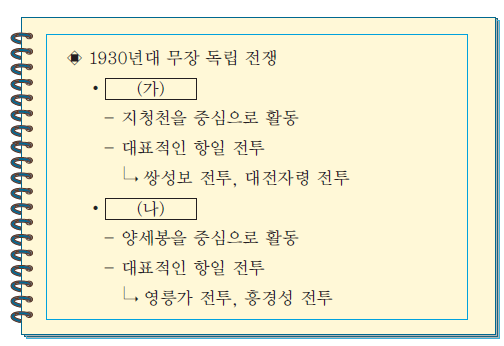 ◈ 1930년대 무장 독립 전쟁
• (가)
– 지청천을 중심으로 활동
– 대표적인 항일 전투
쌍성보 전투, 대전자령 전투
• (나)
– 양세봉을 중심으로 활동
– 대표적인 항일 전투
영릉가 전투, 흥경성 전투